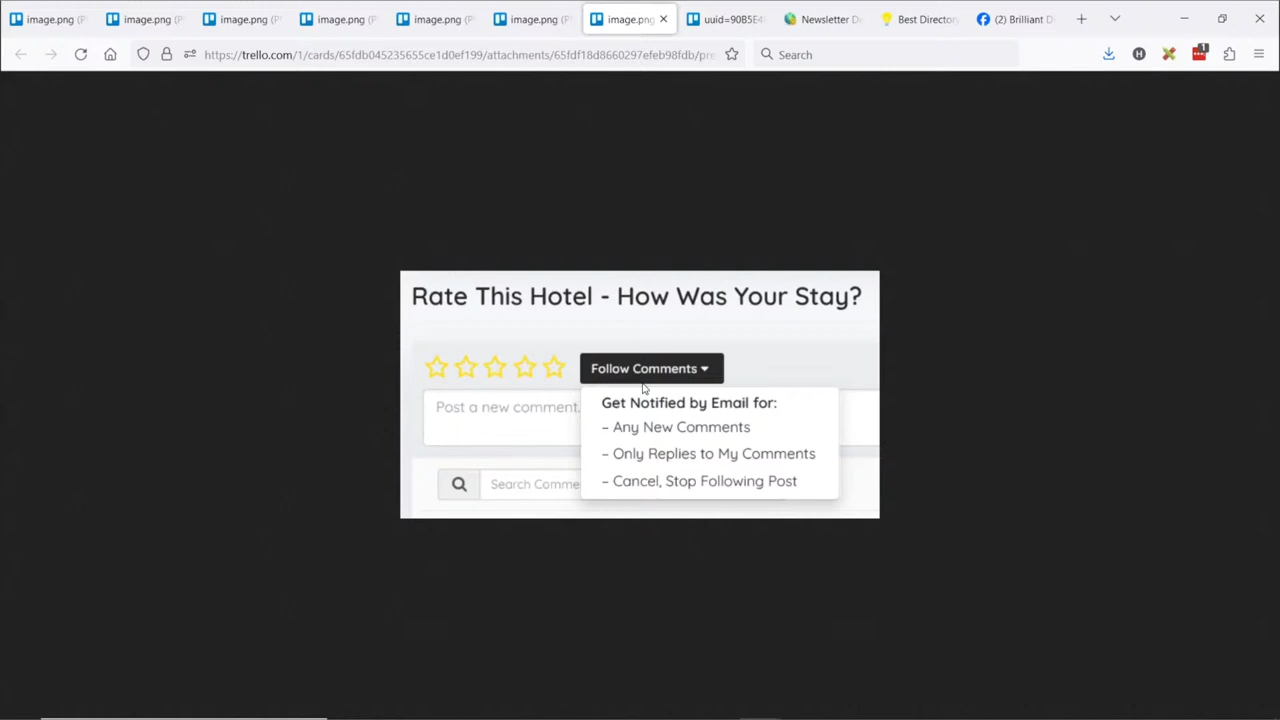 image.png (P
image.png (P
image.png (P
image.png (P
image.png (P
image.png (P
image.png
uuid=90B5E4
Newsletter D
Best Directory
(2) Brilliant D
https://trello.com/1/cards/65fdb045235655ce1d0ef199/attachments/65fdf18d8660297efeb98fdb/pre
Search
1
Rate This Hotel - How Was Your Stay?
Follow Comments
Post a new comment.
Get Notified by Email for:
– Any New Comments
– Only Replies to My Comments
Search Comme
– Cancel, Stop Following Post